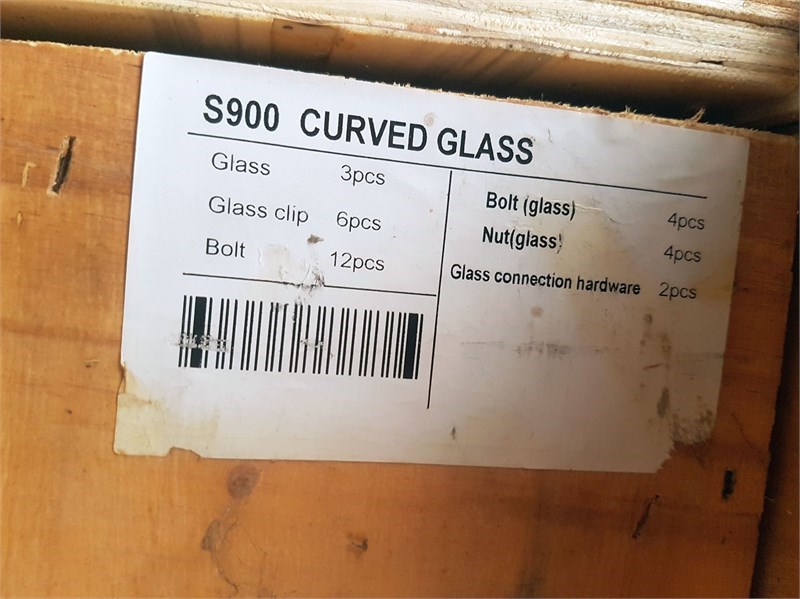 S900 CURVED GLASS
Glass 3pcs
Glass clip 6pcs
Bolt 12pcs
Bolt (glass) 4pcs
Nut(glass) 4pcs
Glass connection hardware 2pcs